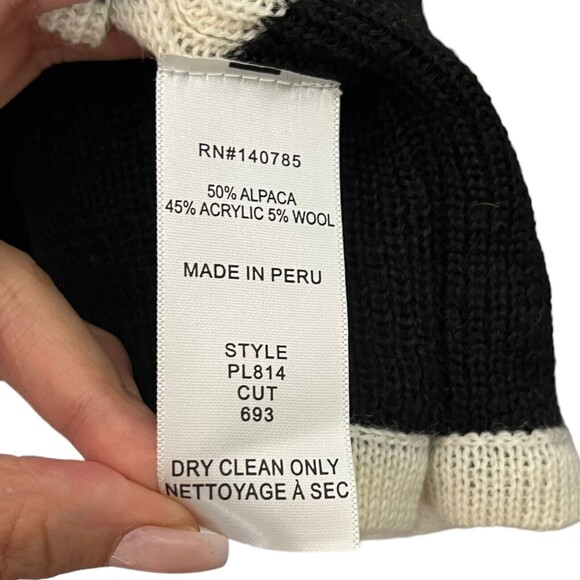 RN#140785
50% ALPACA
45% ACRYLIC 5% WOOL
MADE IN PERU
STYLE
PL814
CUT
693
DRY CLEAN ONLY
NETTOYAGE À SEC